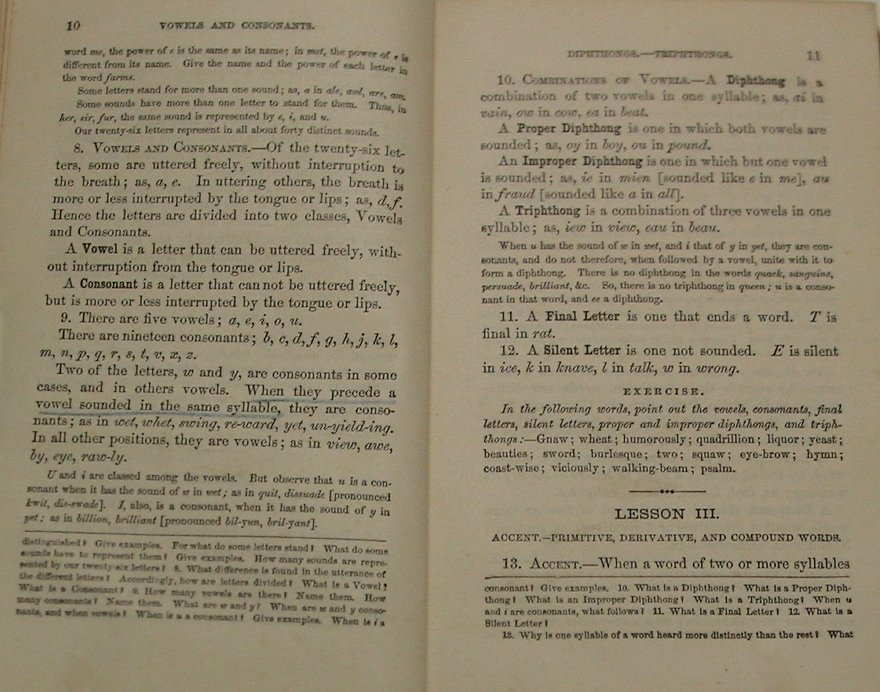 10 VOWELS AND CONSONANTS.
word me, the power of e is the same as its name; in met, the power of e is
different from its name. Give the name and the power of each letter in
the word farms.
Some letters stand for more than one sound; as, a in ale, awl, are, am.
Some sounds have more than one letter to stand for them. Thus, in
her, sir, fur, the same sound is represented by e, i, and u.
Our twenty-six letters represent in all about forty distinct sounds.
8. VOWELS AND CONSONANTS.—Of the twenty-six let-
ters, some are uttered freely, without interruption to
the breath; as, a, e. In uttering others, the breath is
more or less interrupted by the tongue or lips; as, d, f.
Hence the letters are divided into two classes, Vowels
and Consonants.
A Vowel is a letter that can be uttered freely, with-
out interruption from the tongue or lips.
A Consonant is a letter that can not be uttered freely,
but is more or less interrupted by the tongue or lips.
9. There are five vowels; a, e, i, o, u.
There are nineteen consonants; b, c, d, f, g, h, j, k, l,
m, n, p, q, r, s, t, v, x, z.
Two of the letters, w and y, are consonants in some
cases, and in others vowels. When they precede a
vowel sounded in the same syllable, they are conso-
nants; as in wet, whet, swing, re-ward, yet, un-yield-ing.
In all other positions, they are vowels; as in view, awe,
by, eye, raw-ly.
U and i are classed among the vowels. But observe that u is a con-
sonant when it has the sound of w in wet; as in quit, dissuade [pronounced
kwit, dis-swade]. I, also, is a consonant, when it has the sound of y in
yet; as in billion, brilliant [pronounced bil-yun, bril-yant].
distinguished? Give examples. For what do some letters stand? What do some
sounds have to represent them? Give examples. How many sounds are repre-
sented by our twenty-six letters? 8. What difference is found in the utterance of
the different letters? Accordingly, how are letters divided? What is a Vowel?
What is a Consonant? 9. How many vowels are there? Name them. How
many consonants? Name them. What are w and y? When are w and y conso-
nants, and when vowels? When is u a consonant? Give examples. When is i a
DIPHTHONGS.—TRIPHTHONGS. 11
10. COMBINATIONS OF VOWELS.—A Diphthong is a
combination of two vowels in one syllable; as, ai in
vain, ow in cow, ea in beat.
A Proper Diphthong is one in which both vowels are
sounded; as, oy in boy, ou in pound.
An Improper Diphthong is one in which but one vowel
is sounded; as, ie in mien [sounded like e in me], au
in fraud [sounded like a in all].
A Triphthong is a combination of three vowels in one
syllable; as, iew in view, eau in beau.
When u has the sound of w in wet, and i that of y in yet, they are con-
sonants, and do not therefore, when followed by a vowel, unite with it to
form a diphthong. There is no diphthong in the words quack, sanguine,
persuade, brilliant, &c. So, there is no triphthong in queen; u is a conso-
nant in that word, and ee a diphthong.
11. A Final Letter is one that ends a word. T is
final in rat.
12. A Silent Letter is one not sounded. E is silent
in ice, k in knave, l in talk, w in wrong.
EXERCISE.
In the following words, point out the vowels, consonants, final
letters, silent letters, proper and improper diphthongs, and triph-
thongs:—Gnaw; wheat; humorously; quadrillion; liquor; yeast;
beauties; sword; burlesque; two; squaw; eye-brow; hymn;
coast-wise; viciously; walking-beam; psalm.
LESSON III.
ACCENT.—PRIMITIVE, DERIVATIVE, AND COMPOUND WORDS.
13. ACCENT.—When a word of two or more syllables
consonant? Give examples. 10. What is a Diphthong? What is a Proper Diph-
thong? What is an Improper Diphthong? What is a Triphthong? When u
and i are consonants, what follows? 11. What is a Final Letter? 12. What is a
Silent Letter?
13. Why is one syllable of a word heard more distinctly than the rest? What